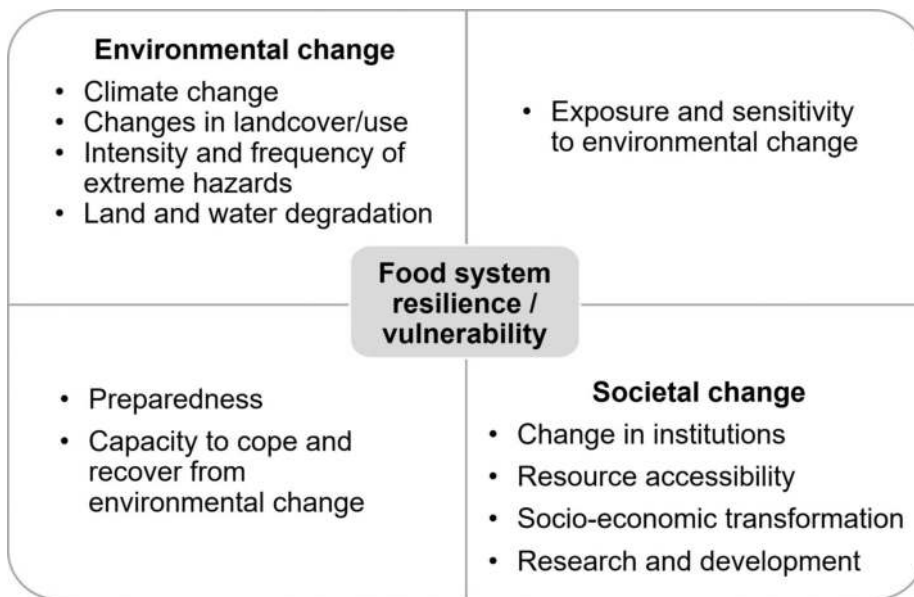 Environmental change
• Climate change
• Changes in landcover/use
• Intensity and frequency of
extreme hazards
• Land and water degradation
• Exposure and sensitivity
to environmental change
Food system
resilience /
vulnerability
• Preparedness
• Capacity to cope and
recover from
environmental change
Societal change
• Change in institutions
• Resource accessibility
• Socio-economic transformation
• Research and development